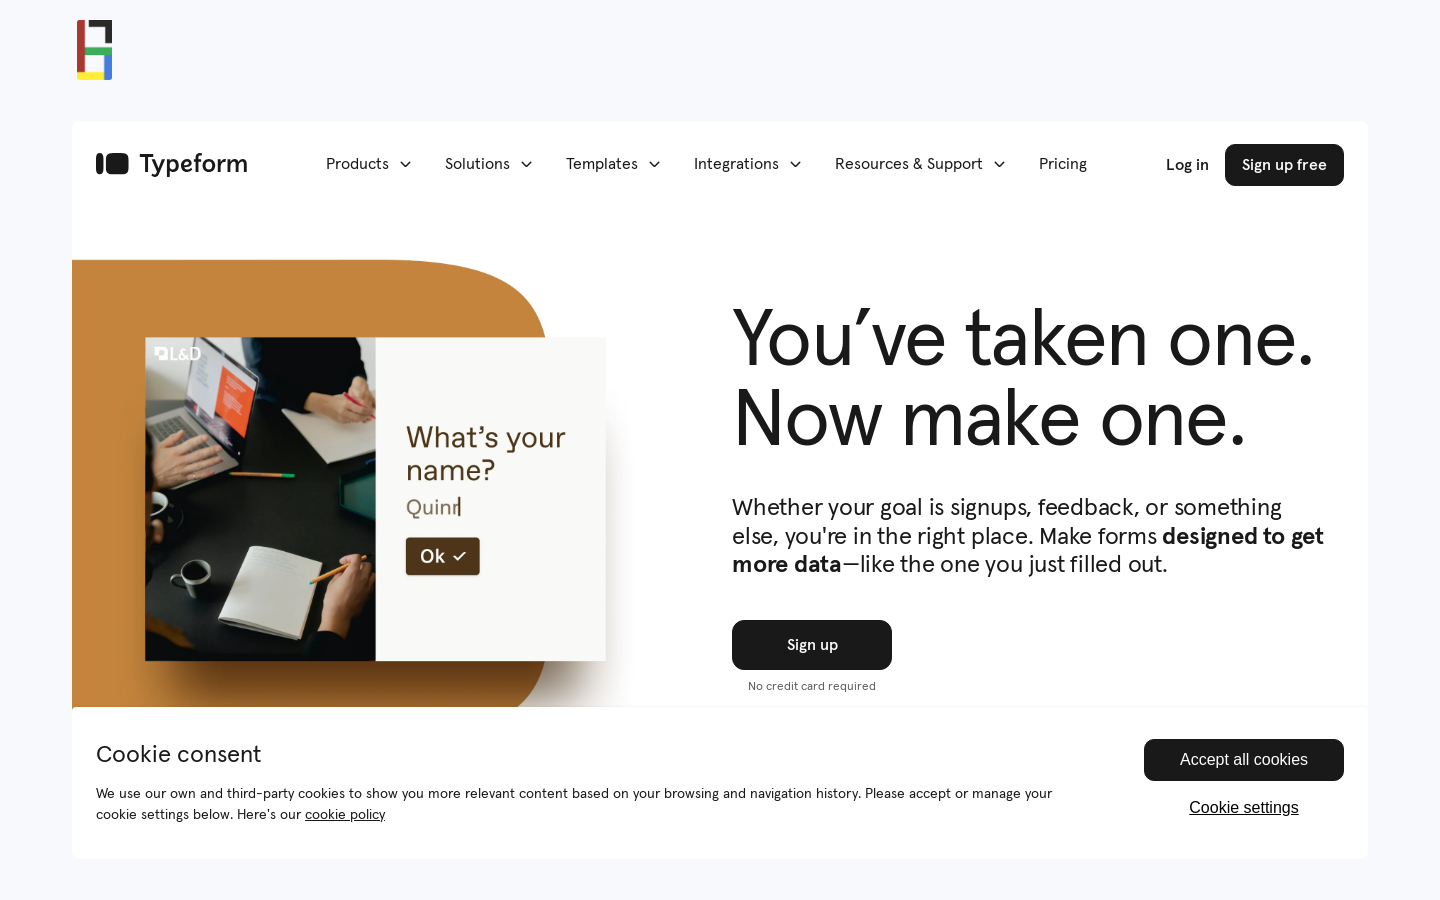 Typeform
Products
Solutions
Templates
Integrations
Resources & Support
Pricing
Log in
Sign up free
L&D
What's your
name?
Quinn
Ok
You’ve taken one.
Now make one.
Whether your goal is signups, feedback, or something
else, you're in the right place. Make forms designed to get
more data—like the one you just filled out.
Sign up
No credit card required
Cookie consent
We use our own and third-party cookies to show you more relevant content based on your browsing and navigation history. Please accept or manage your
cookie settings below. Here's our cookie policy
Accept all cookies
Cookie settings